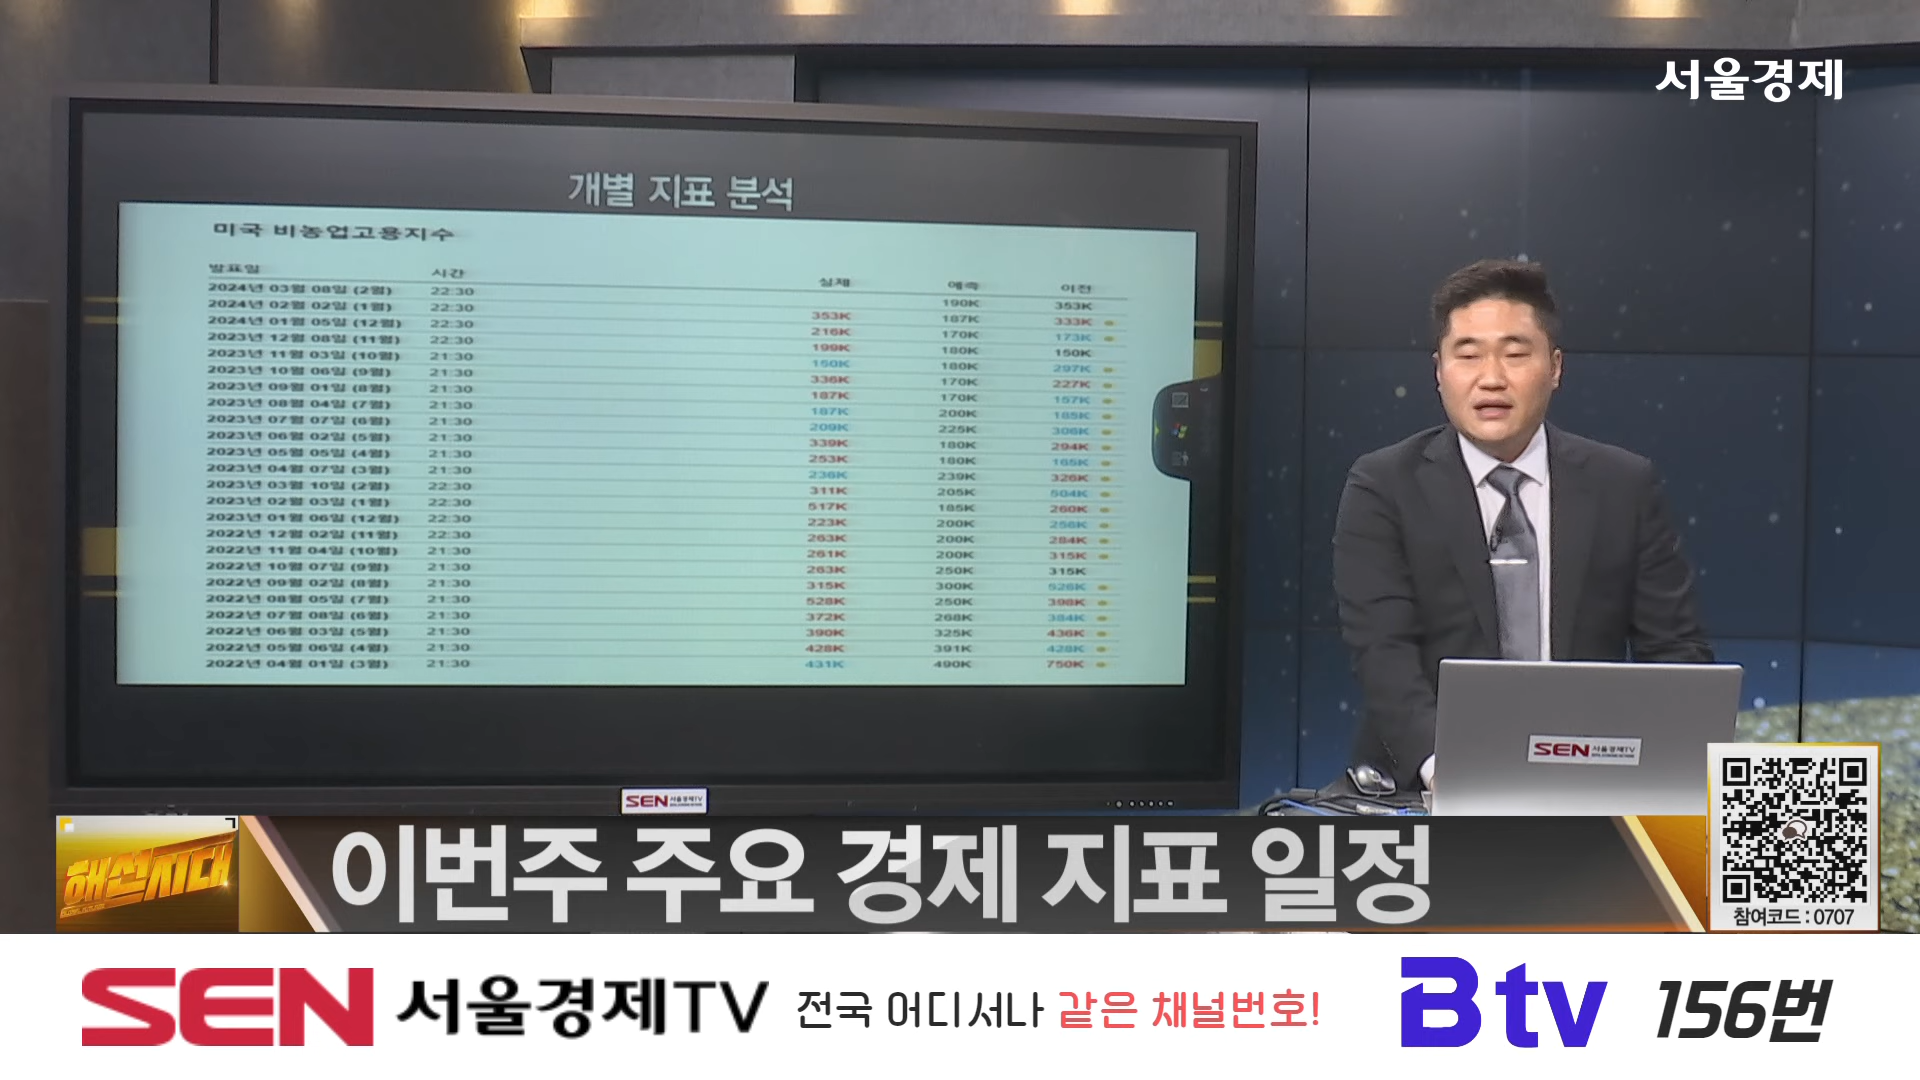 서울경제
개별 지표 분석
미국 비농업고용지수
발표일 시간 실제 예측 이전
2024년 03월 08일 (2월) 22:30 190K 353K
2024년 02월 02일 (1월) 22:30 353K 187K 333K
2024년 01월 05일 (12월) 22:30 216K 170K 173K
2023년 12월 08일 (11월) 22:30 199K 180K 150K
2023년 11월 03일 (10월) 21:30 150K 180K 297K
2023년 10월 06일 (9월) 21:30 336K 170K 227K
2023년 09월 01일 (8월) 21:30 187K 170K 157K
2023년 08월 04일 (7월) 21:30 187K 200K 185K
2023년 07월 07일 (6월) 21:30 209K 225K 306K
2023년 06월 02일 (5월) 21:30 339K 180K 294K
2023년 05월 05일 (4월) 21:30 253K 180K 165K
2023년 04월 07일 (3월) 21:30 236K 239K 326K
2023년 03월 10일 (2월) 22:30 311K 205K 504K
2023년 02월 03일 (1월) 22:30 517K 185K 260K
2023년 01월 06일 (12월) 22:30 223K 200K 256K
2022년 12월 02일 (11월) 22:30 263K 200K 284K
2022년 11월 04일 (10월) 21:30 261K 200K 315K
2022년 10월 07일 (9월) 21:30 263K 250K 315K
2022년 09월 02일 (8월) 21:30 315K 300K 526K
2022년 08월 05일 (7월) 21:30 528K 250K 398K
2022년 07월 08일 (6월) 21:30 372K 268K 384K
2022년 06월 03일 (5월) 21:30 390K 325K 436K
2022년 05월 06일 (4월) 21:30 428K 391K 428K
2022년 04월 01일 (3월) 21:30 431K 490K 750K
SEN 서울경제TV
SEN 서울경제TV
해선시대
이번주 주요 경제 지표 일정
참여코드 : 0707
SEN 서울경제TV 전국 어디서나 같은 채널번호! B tv 156번